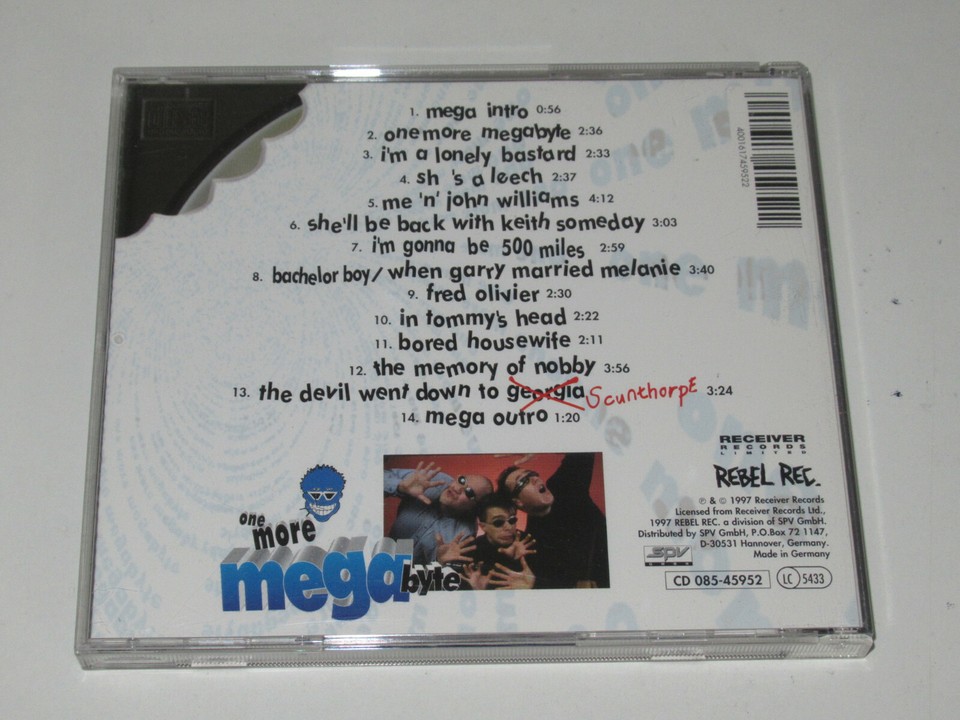 1. mega intro 0:56
2. onemore megabyte 2:36
3. i'm a lonely bastard 2:33
4. sh 's a leech 2:37
5. me 'n' john williams 4:12
6. she'll be back with keith someday 3:03
7. i'm gonna be 500 miles 2:59
8. bachelor boy/when garry married melanie 3:40
9. fred olivier 2:30
10. in tommy's head 2:22
11. bored housewife 2:11
12. the memory of nobby 3:56
13. the devil went down to georgia Scunthorpe 3:24
14. mega outro 1:20
4001617459522
one
more
megabyte
RECEIVER
RECORDS
LIMITED
REBEL REC.
℗ & © 1997 Receiver Records
Licensed from Receiver Records Ltd.,
1997 REBEL REC. a division of SPV GmbH.
Distributed by SPV GmbH, P.O.Box 72 1147,
D-30531 Hannover, Germany.
Made in Germany
spv
CD 085-45952
LC 5433